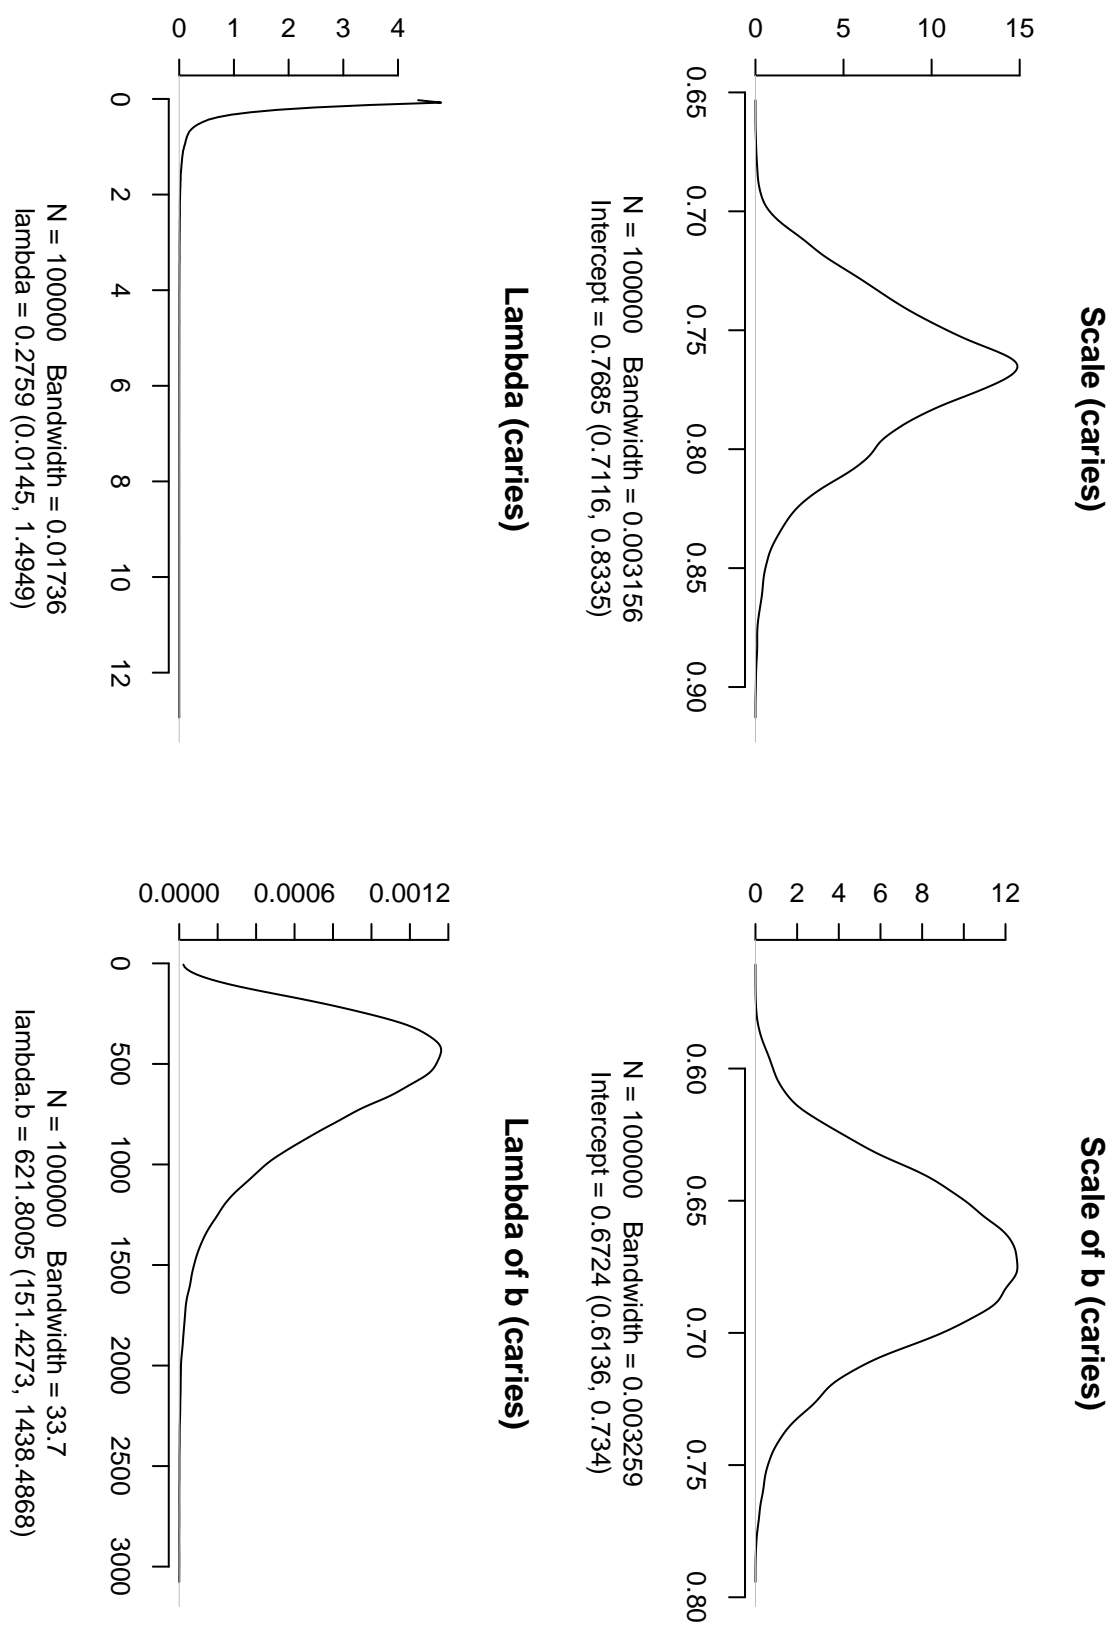 Scale (caries)
0 5 10 15
0.65 0.70 0.75 0.80 0.85 0.90
N = 100000 Bandwidth = 0.003156
Intercept = 0.7685 (0.7116, 0.8335)
Scale of b (caries)
0 2 4 6 8 12
0.60 0.65 0.70 0.75 0.80
N = 100000 Bandwidth = 0.003259
Intercept = 0.6724 (0.6136, 0.734)
Lambda (caries)
0 1 2 3 4
0 2 4 6 8 10 12
N = 100000 Bandwidth = 0.01736
lambda = 0.2759 (0.0145, 1.4949)
Lambda of b (caries)
0.0000 0.0006 0.0012
0 500 1000 1500 2000 2500 3000
N = 100000 Bandwidth = 33.7
lambda.b = 621.8005 (151.4273, 1438.4868)